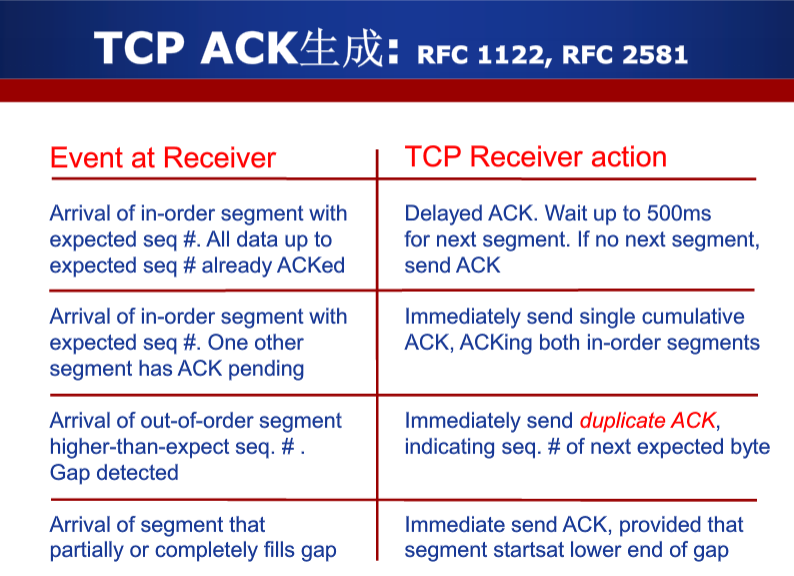 TCP ACK生成: RFC 1122, RFC 2581
Event at Receiver
TCP Receiver action
Arrival of in-order segment with
expected seq #. All data up to
expected seq # already ACKed
Delayed ACK. Wait up to 500ms
for next segment. If no next segment,
send ACK
Arrival of in-order segment with
expected seq #. One other
segment has ACK pending
Immediately send single cumulative
ACK, ACKing both in-order segments
Arrival of out-of-order segment
higher-than-expect seq. # .
Gap detected
Immediately send duplicate ACK,
indicating seq. # of next expected byte
Arrival of segment that
partially or completely fills gap
Immediate send ACK, provided that
segment startsat lower end of gap